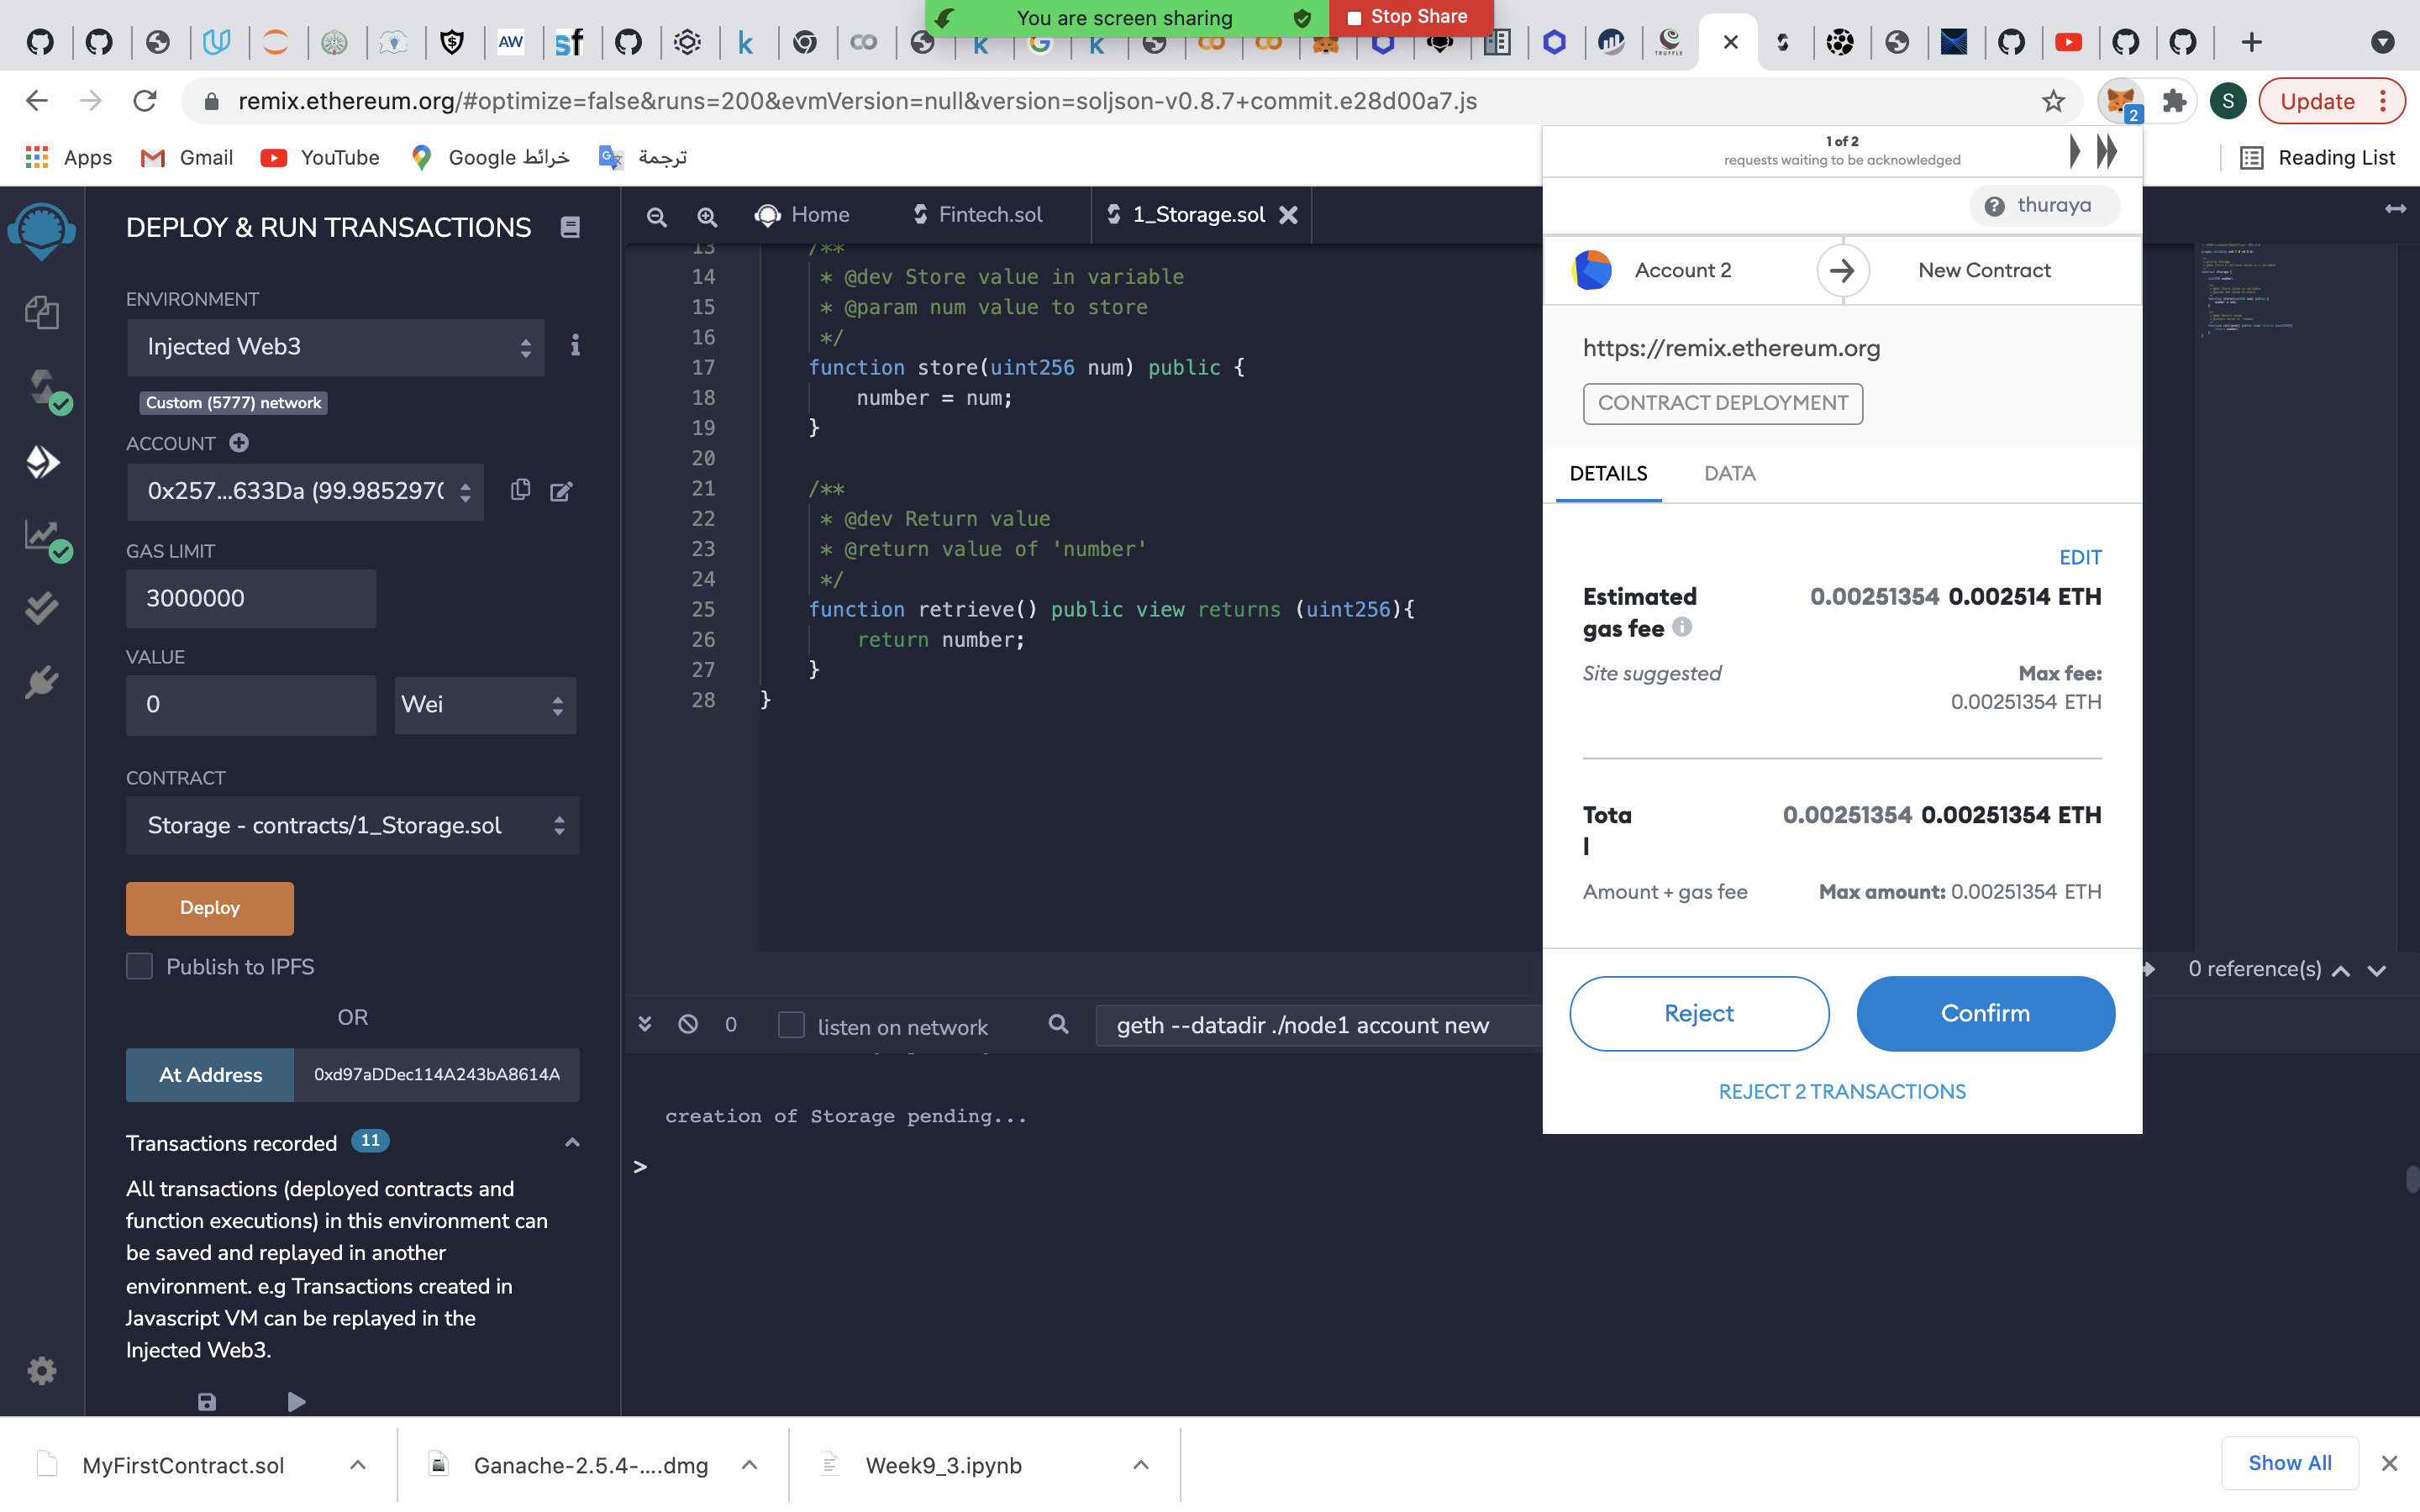 You are screen sharing
Stop Share
remix.ethereum.org/#optimize=false&runs=200&evmVersion=null&version=soljson-v0.8.7+commit.e28d00a7.js
2
S
Update
Apps
Gmail
YouTube
خرائط Google
ترجمة
Reading List
DEPLOY & RUN TRANSACTIONS
ENVIRONMENT
Injected Web3
Custom (5777) network
ACCOUNT
0x257...633Da (99.9852970
GAS LIMIT
3000000
VALUE
0
Wei
CONTRACT
Storage - contracts/1_Storage.sol
Deploy
Publish to IPFS
OR
At Address
0xd97aDDec114A243bA8614A
Transactions recorded 11
All transactions (deployed contracts and
function executions) in this environment can
be saved and replayed in another
environment. e.g Transactions created in
Javascript VM can be replayed in the
Injected Web3.
Home
Fintech.sol
1_Storage.sol
13 /**
14 * @dev Store value in variable
15 * @param num value to store
16 */
17 function store(uint256 num) public {
18 number = num;
19 }
20
21 /**
22 * @dev Return value
23 * @return value of 'number'
24 */
25 function retrieve() public view returns (uint256){
26 return number;
27 }
28 }
0 reference(s)
0
listen on network
geth --datadir ./node1 account new
creation of Storage pending...
>
1 of 2
requests waiting to be acknowledged
thuraya
Account 2
New Contract
https://remix.ethereum.org
CONTRACT DEPLOYMENT
DETAILS
DATA
EDIT
Estimated
gas fee
0.00251354 0.002514 ETH
Site suggested
Max fee:
0.00251354 ETH
Tota
l
0.00251354 0.00251354 ETH
Amount + gas fee
Max amount: 0.00251354 ETH
Reject
Confirm
REJECT 2 TRANSACTIONS
MyFirstContract.sol
Ganache-2.5.4-....dmg
Week9_3.ipynb
Show All